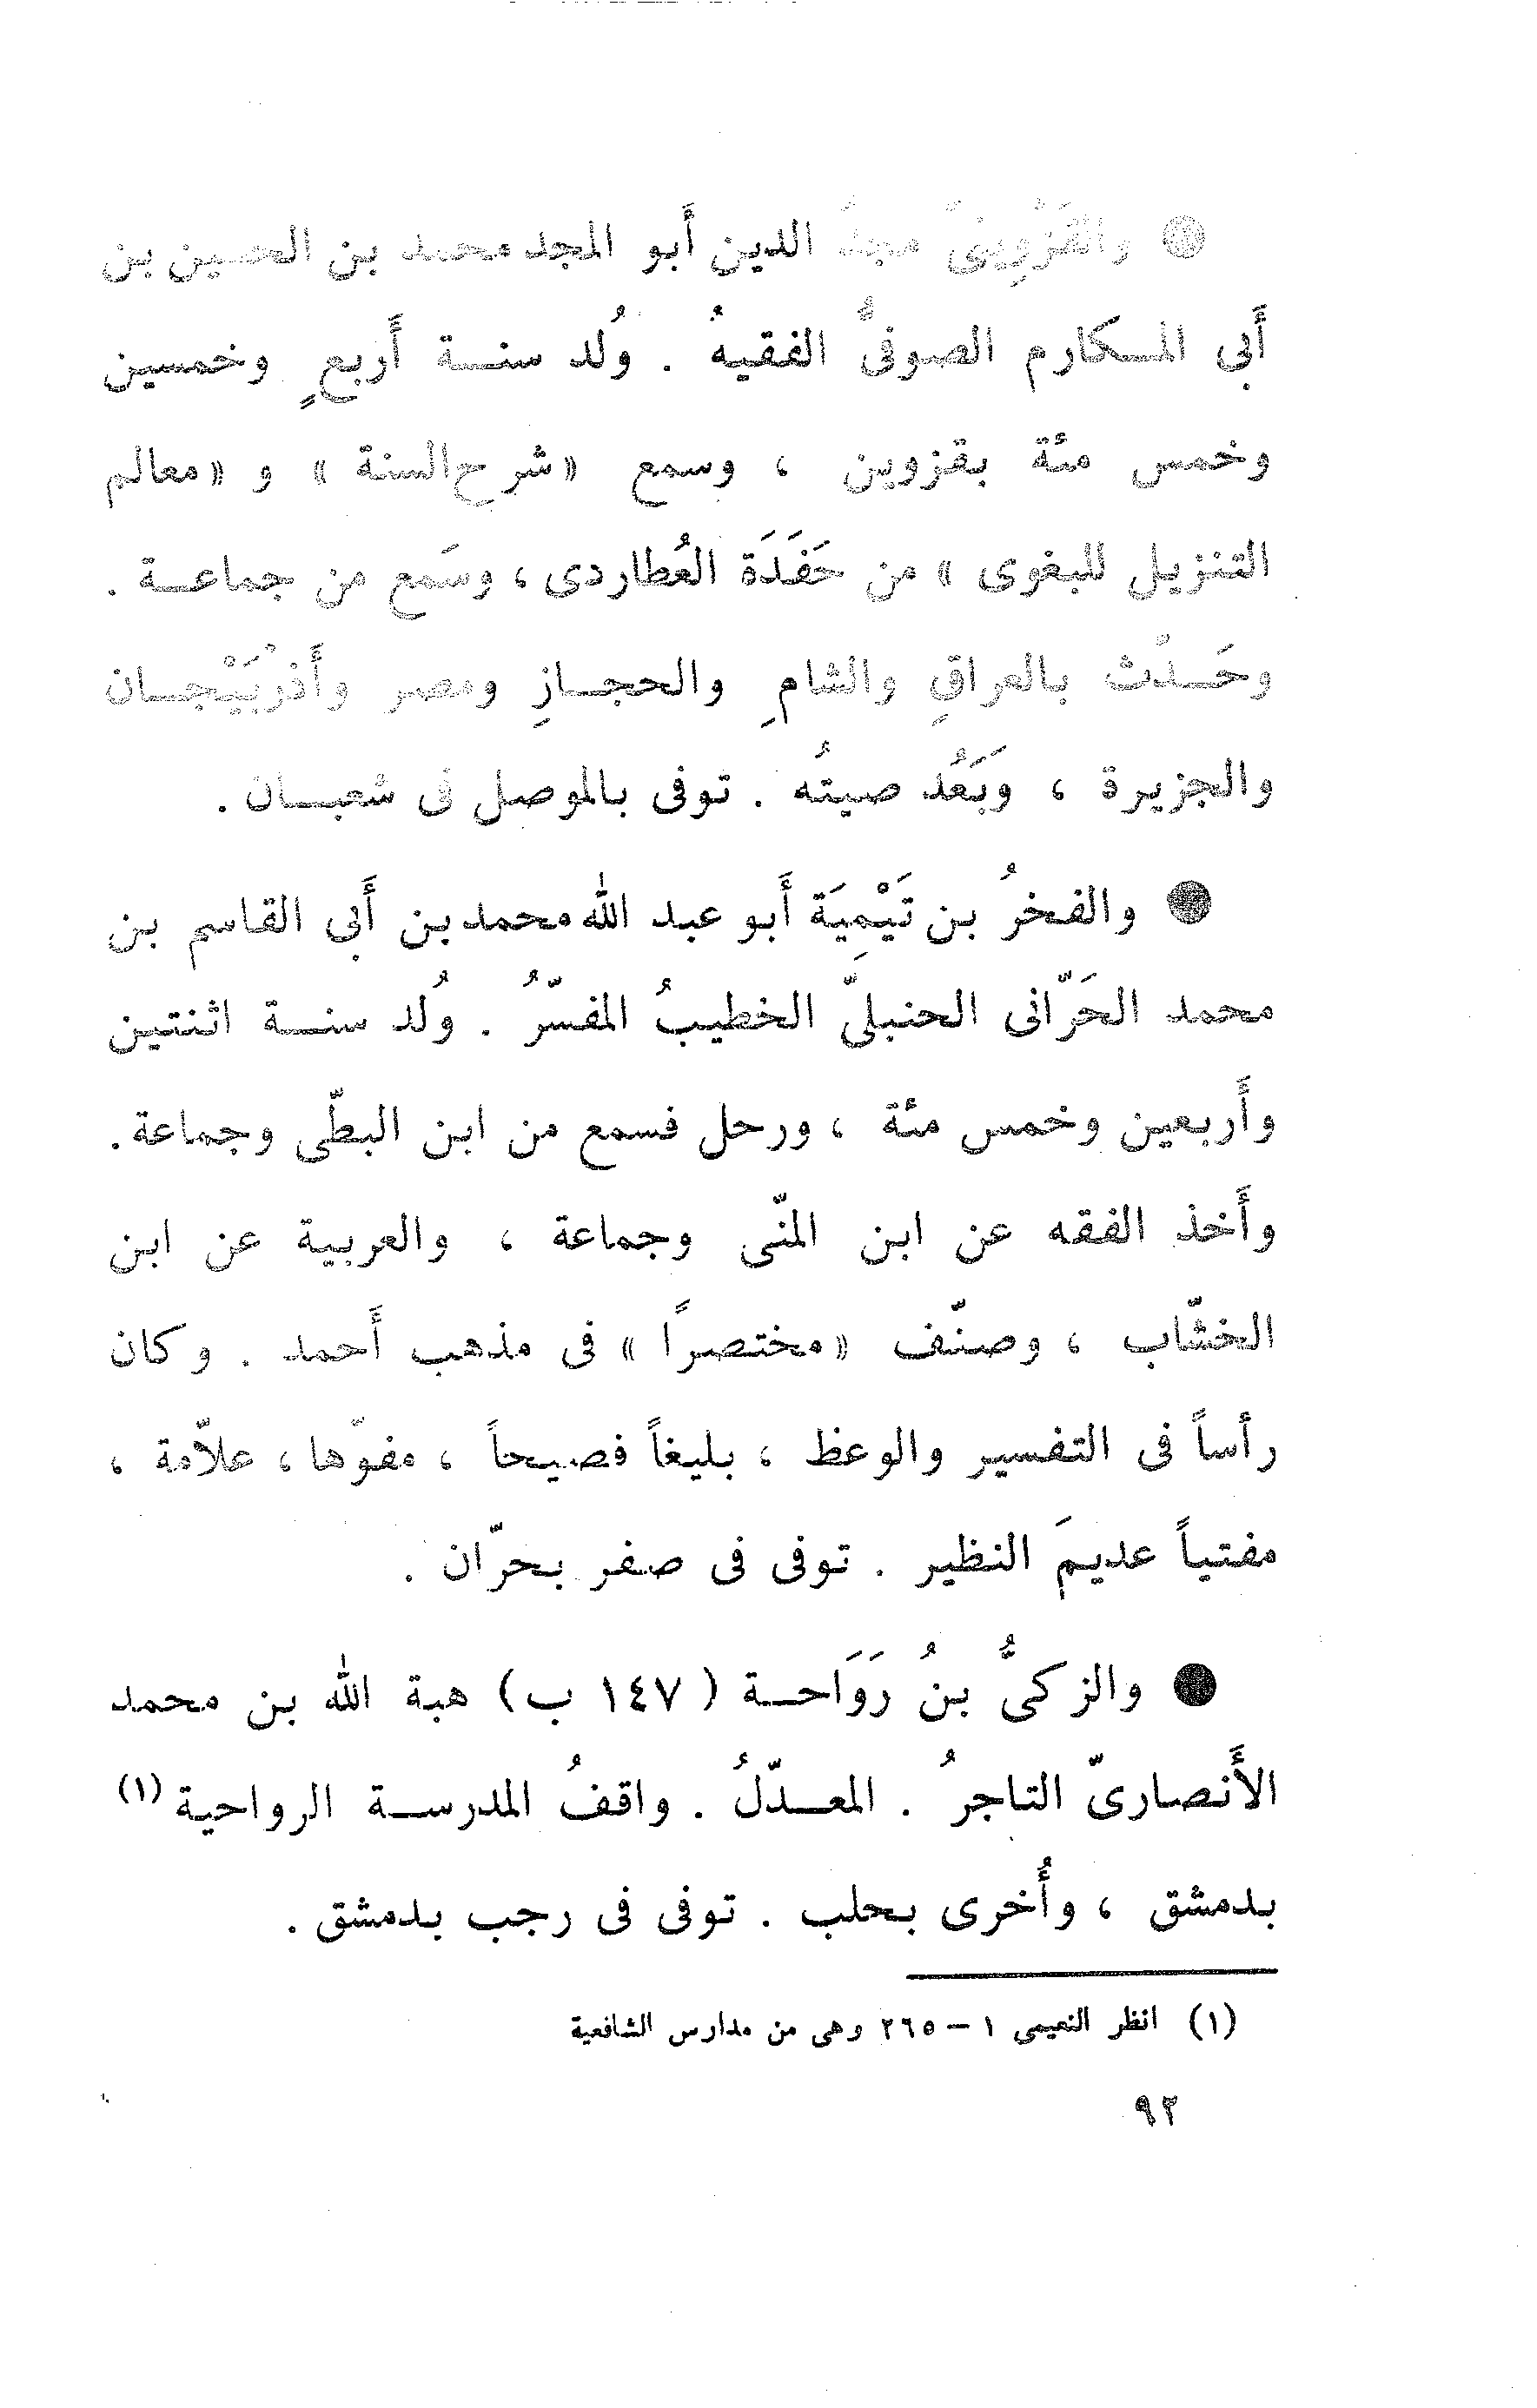 ● والقَزْوِينىُّ مجدُ الدين أَبو المجد محمد بن الحسين بن
أَبى المكارم الصوفىُّ الفقيهُ . وُلد سنة أَربعٍ وخمسين
وخمس مئة بقزوين ، وسمع «شرح السنة » و «معالم
التنزيل للبغوى » من حَفَدَة العُطاردى ، وسَمع من جماعة .
وحَدّث بالعراقِ والشامِ والحجازِ ومصر وأَذْرَبَيْجان
والجزيرة ، وَبَعُد صيتُه . توفى بالموصل فى شعبان .
● والفخرُ بن تَيْمِيَة أَبو عبد الله محمد بن أَبى القاسم بن
محمد الحَرّانى الحنبلىّ الخطيبُ المفسّرُ . وُلد سنة اثنتين
وأَربعين وخمس مئة ، ورحل فسمع من ابن البطّى وجماعة .
وأَخذ الفقه عن ابن المنّى وجماعة ، والعربية عن ابن
الخشّاب ، وصنّف «مختصرًا » فى مذهب أَحمد . وكان
رأساً فى التفسير والوعظ ، بليغاً فصيحاً ، مفوّها ، علاّمة ،
مفتياً عديمَ النظير . توفى فى صفر بحرّان .
● والزكىُّ بنُ رَوَاحة (١٤٧ ب) هبة الله بن محمد
الأَنصارىّ التاجرُ . المعدّلُ . واقفُ المدرسة الرواحية (١)
بدمشق ، وأُخرى بحلب . توفى فى رجب بدمشق .
(١) انظر النعيمى ١ – ٢٦٥ وهى من مدارس الشافعية
٩٢